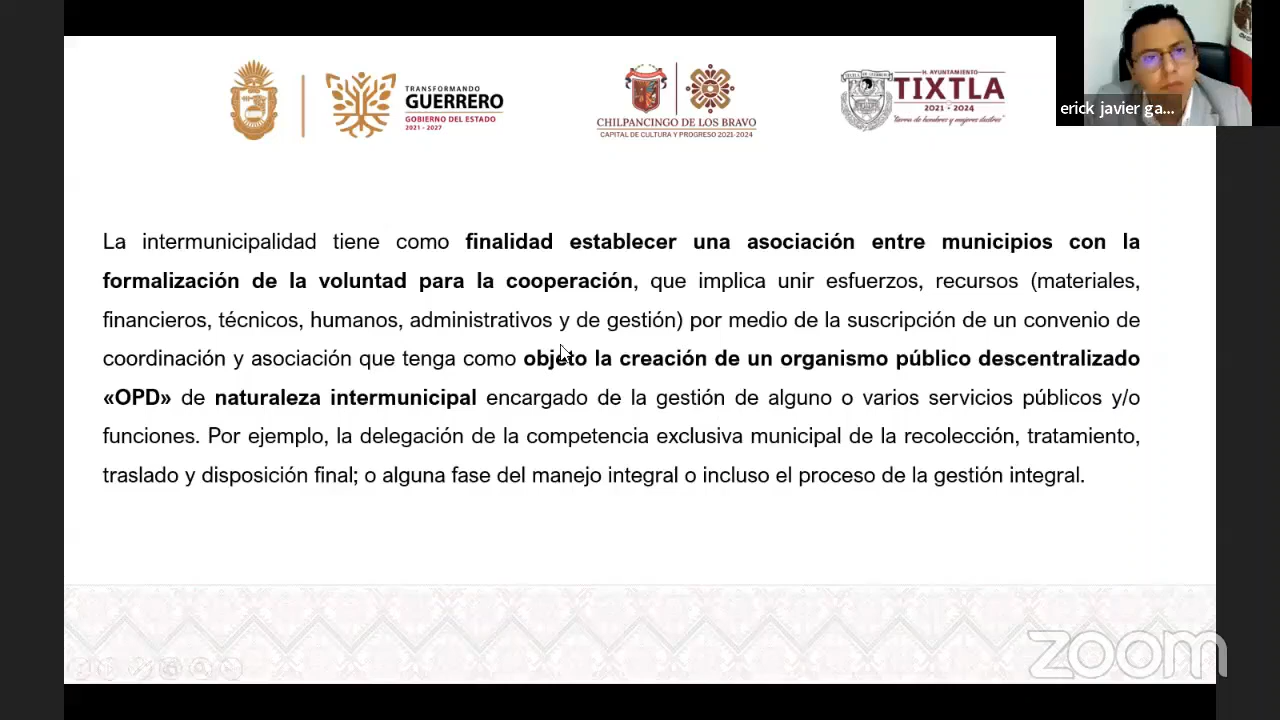 TRANSFORMANDO
GUERRERO
GOBIERNO DEL ESTADO
2021 - 2027
CHILPANCINGO DE LOS BRAVO
CAPITAL DE CULTURA Y PROGRESO 2021-2024
H. AYUNTAMIENTO
TIXTLA
2021 - 2024
"tierra de hombres y mujeres ilustres"
erick javier ga...
La intermunicipalidad tiene como finalidad establecer una asociación entre municipios con la
formalización de la voluntad para la cooperación, que implica unir esfuerzos, recursos (materiales,
financieros, técnicos, humanos, administrativos y de gestión) por medio de la suscripción de un convenio de
coordinación y asociación que tenga como objeto la creación de un organismo público descentralizado
«OPD» de naturaleza intermunicipal encargado de la gestión de alguno o varios servicios públicos y/o
funciones. Por ejemplo, la delegación de la competencia exclusiva municipal de la recolección, tratamiento,
traslado y disposición final; o alguna fase del manejo integral o incluso el proceso de la gestión integral.
zoom